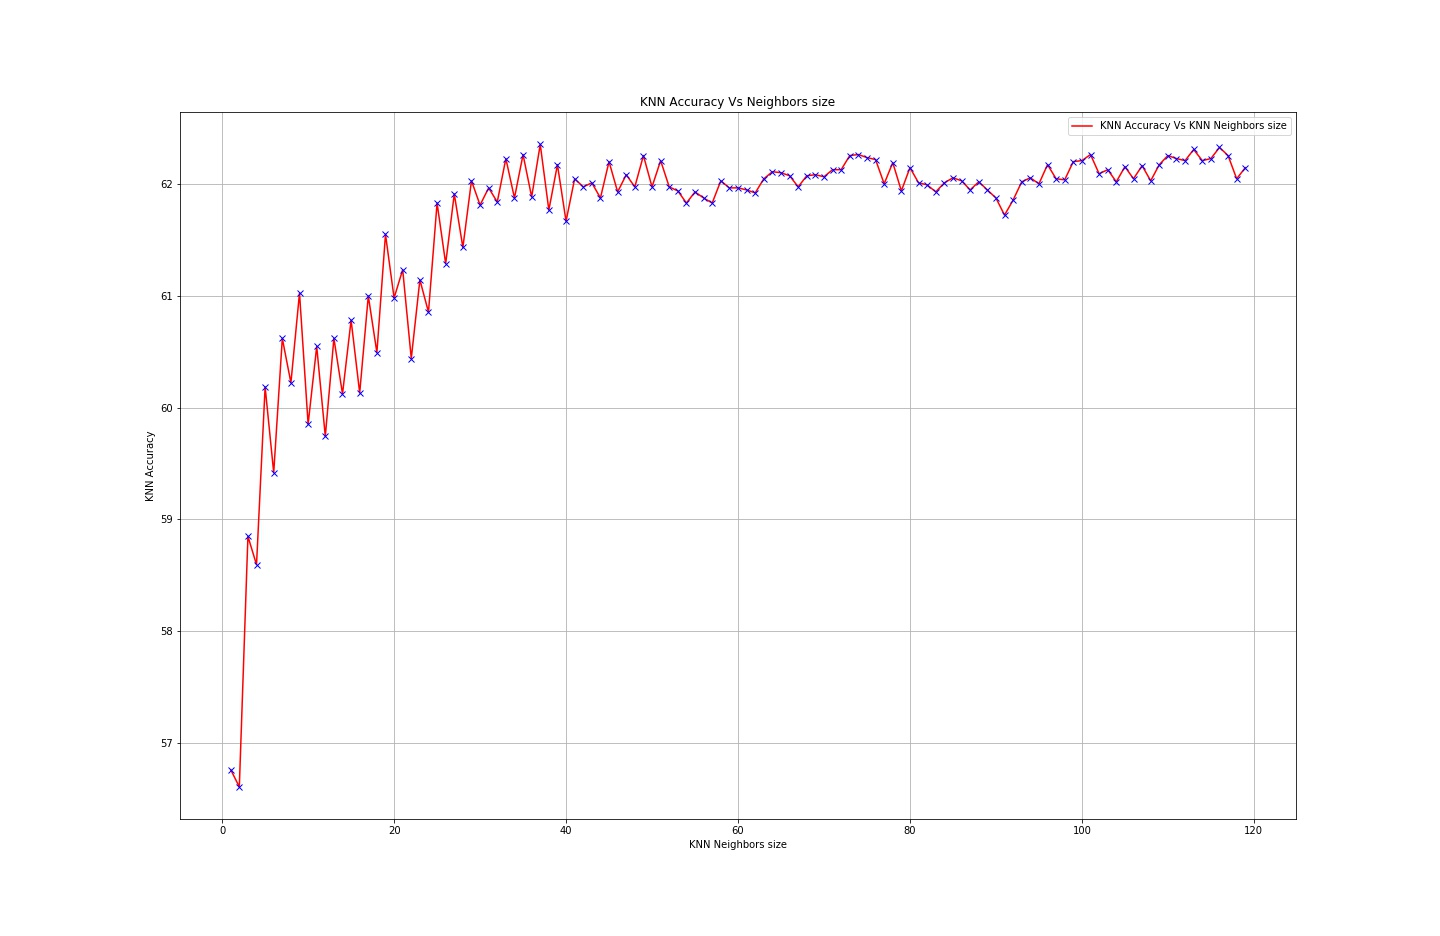 KNN Accuracy Vs Neighbors size
KNN Accuracy Vs KNN Neighbors size
62
61
60
59
58
57
KNN Accuracy
0 20 40 60 80 100 120
KNN Neighbors size